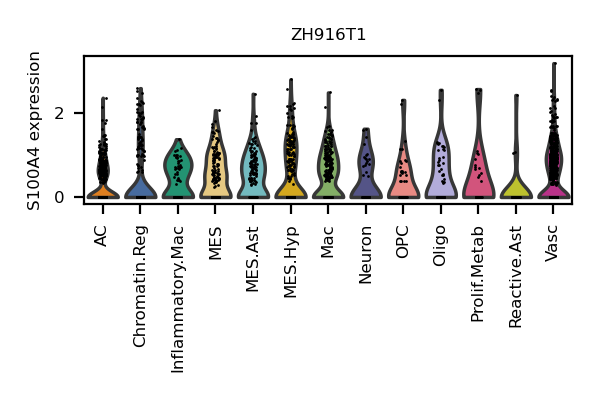 ZH916T1
S100A4 expression
2
0
AC
Chromatin.Reg
Inflammatory.Mac
MES
MES.Ast
MES.Hyp
Mac
Neuron
OPC
Oligo
Prolif.Metab
Reactive.Ast
Vasc